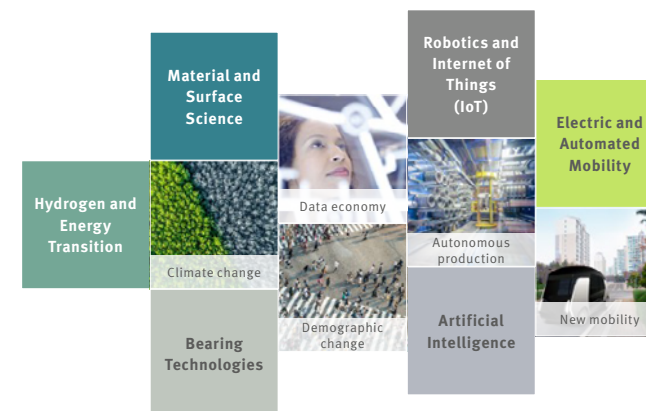 Hydrogen and
Energy
Transition
Material and
Surface
Science
Climate change
Bearing
Technologies
Data economy
Demographic
change
Robotics and
Internet of
Things
(IoT)
Autonomous
production
Artificial
Intelligence
Electric and
Automated
Mobility
New mobility